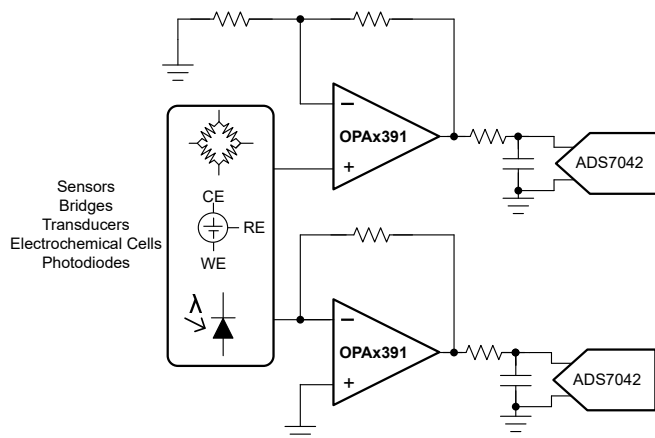 OPAx391
ADS7042
Sensors
Bridges
Transducers
Electrochemical Cells
Photodiodes
CE
RE
WE
λ
OPAx391
ADS7042